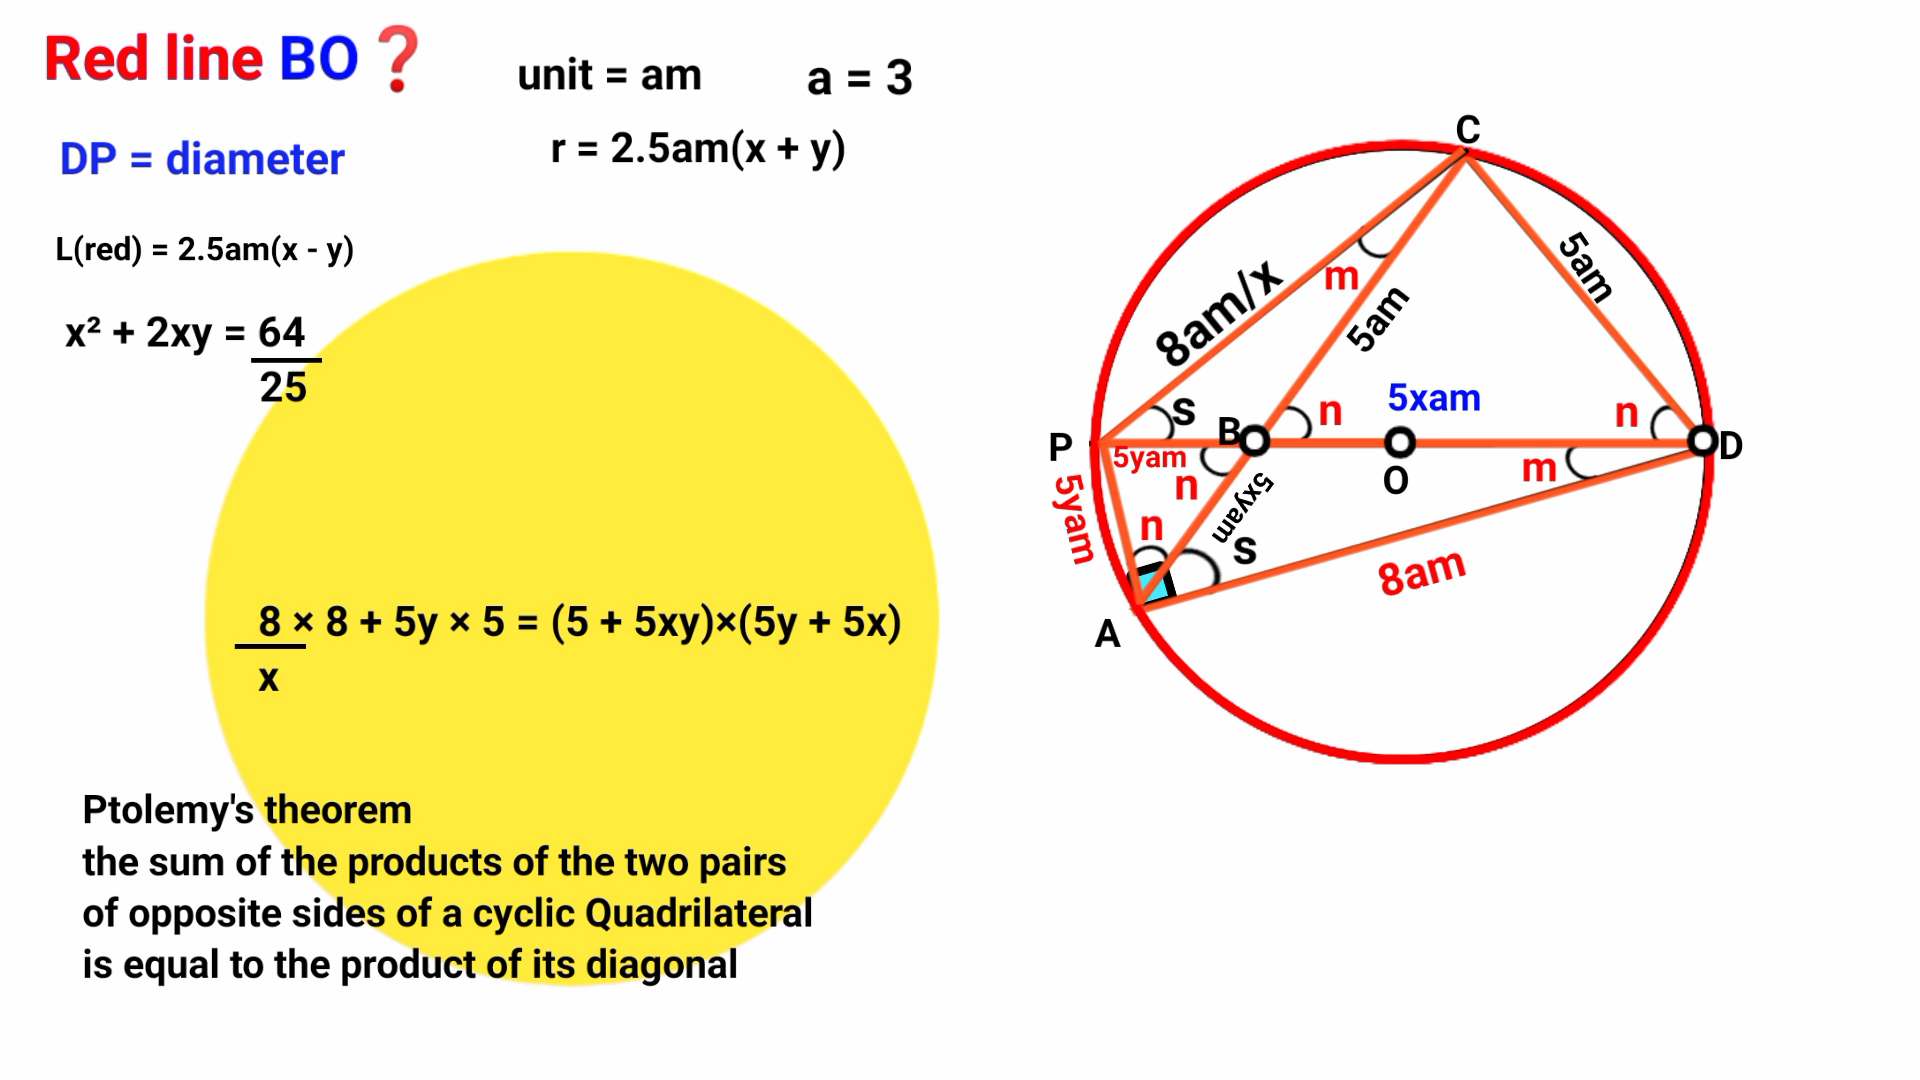 Red line BO❓
unit = am
a = 3
DP = diameter
r = 2.5am(x + y)
L(red) = 2.5am(x - y)
x² + 2xy = 64
25
8 × 8 + 5y × 5 = (5 + 5xy)×(5y + 5x)
x
Ptolemy's theorem
the sum of the products of the two pairs
of opposite sides of a cyclic Quadrilateral
is equal to the product of its diagonal
C
8am/x
m
5am
5am
s
n
5xam
n
P
B
D
5yam
n
O
m
5yam
5xyam
n
s
8am
A